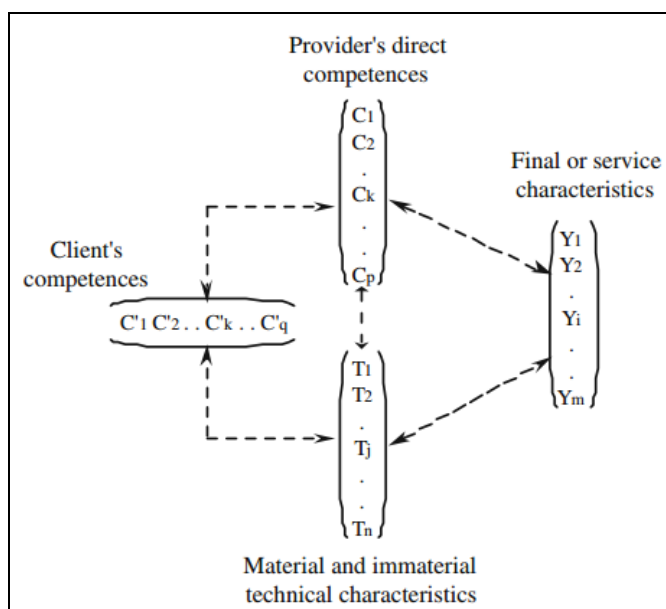 Provider's direct
competences
C1
C2
.
Ck
.
.
Cp
Final or service
characteristics
Y1
Y2
.
Yi
.
.
Ym
Client's
competences
C'1 C'2 . . C'k . . C'q
T1
T2
.
Tj
.
.
Tn
Material and immaterial
technical characteristics